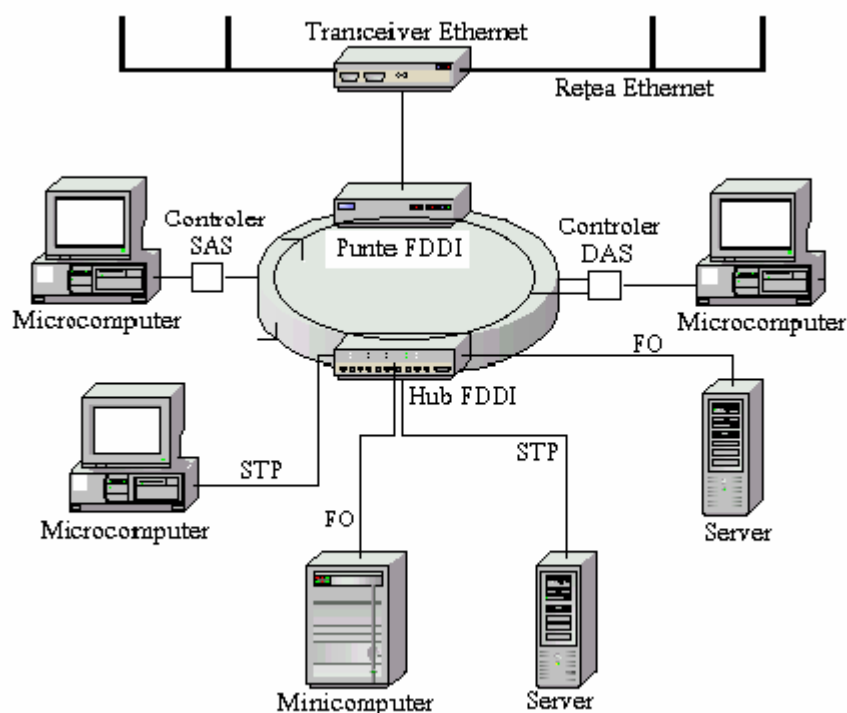 Transceiver Ethernet
Rețea Ethernet
Controler
SAS
Punte FDDI
Controler
DAS
Microcomputer
Microcomputer
FO
Hub FDDI
STP
STP
Microcomputer
FO
Server
Minicomputer
Server